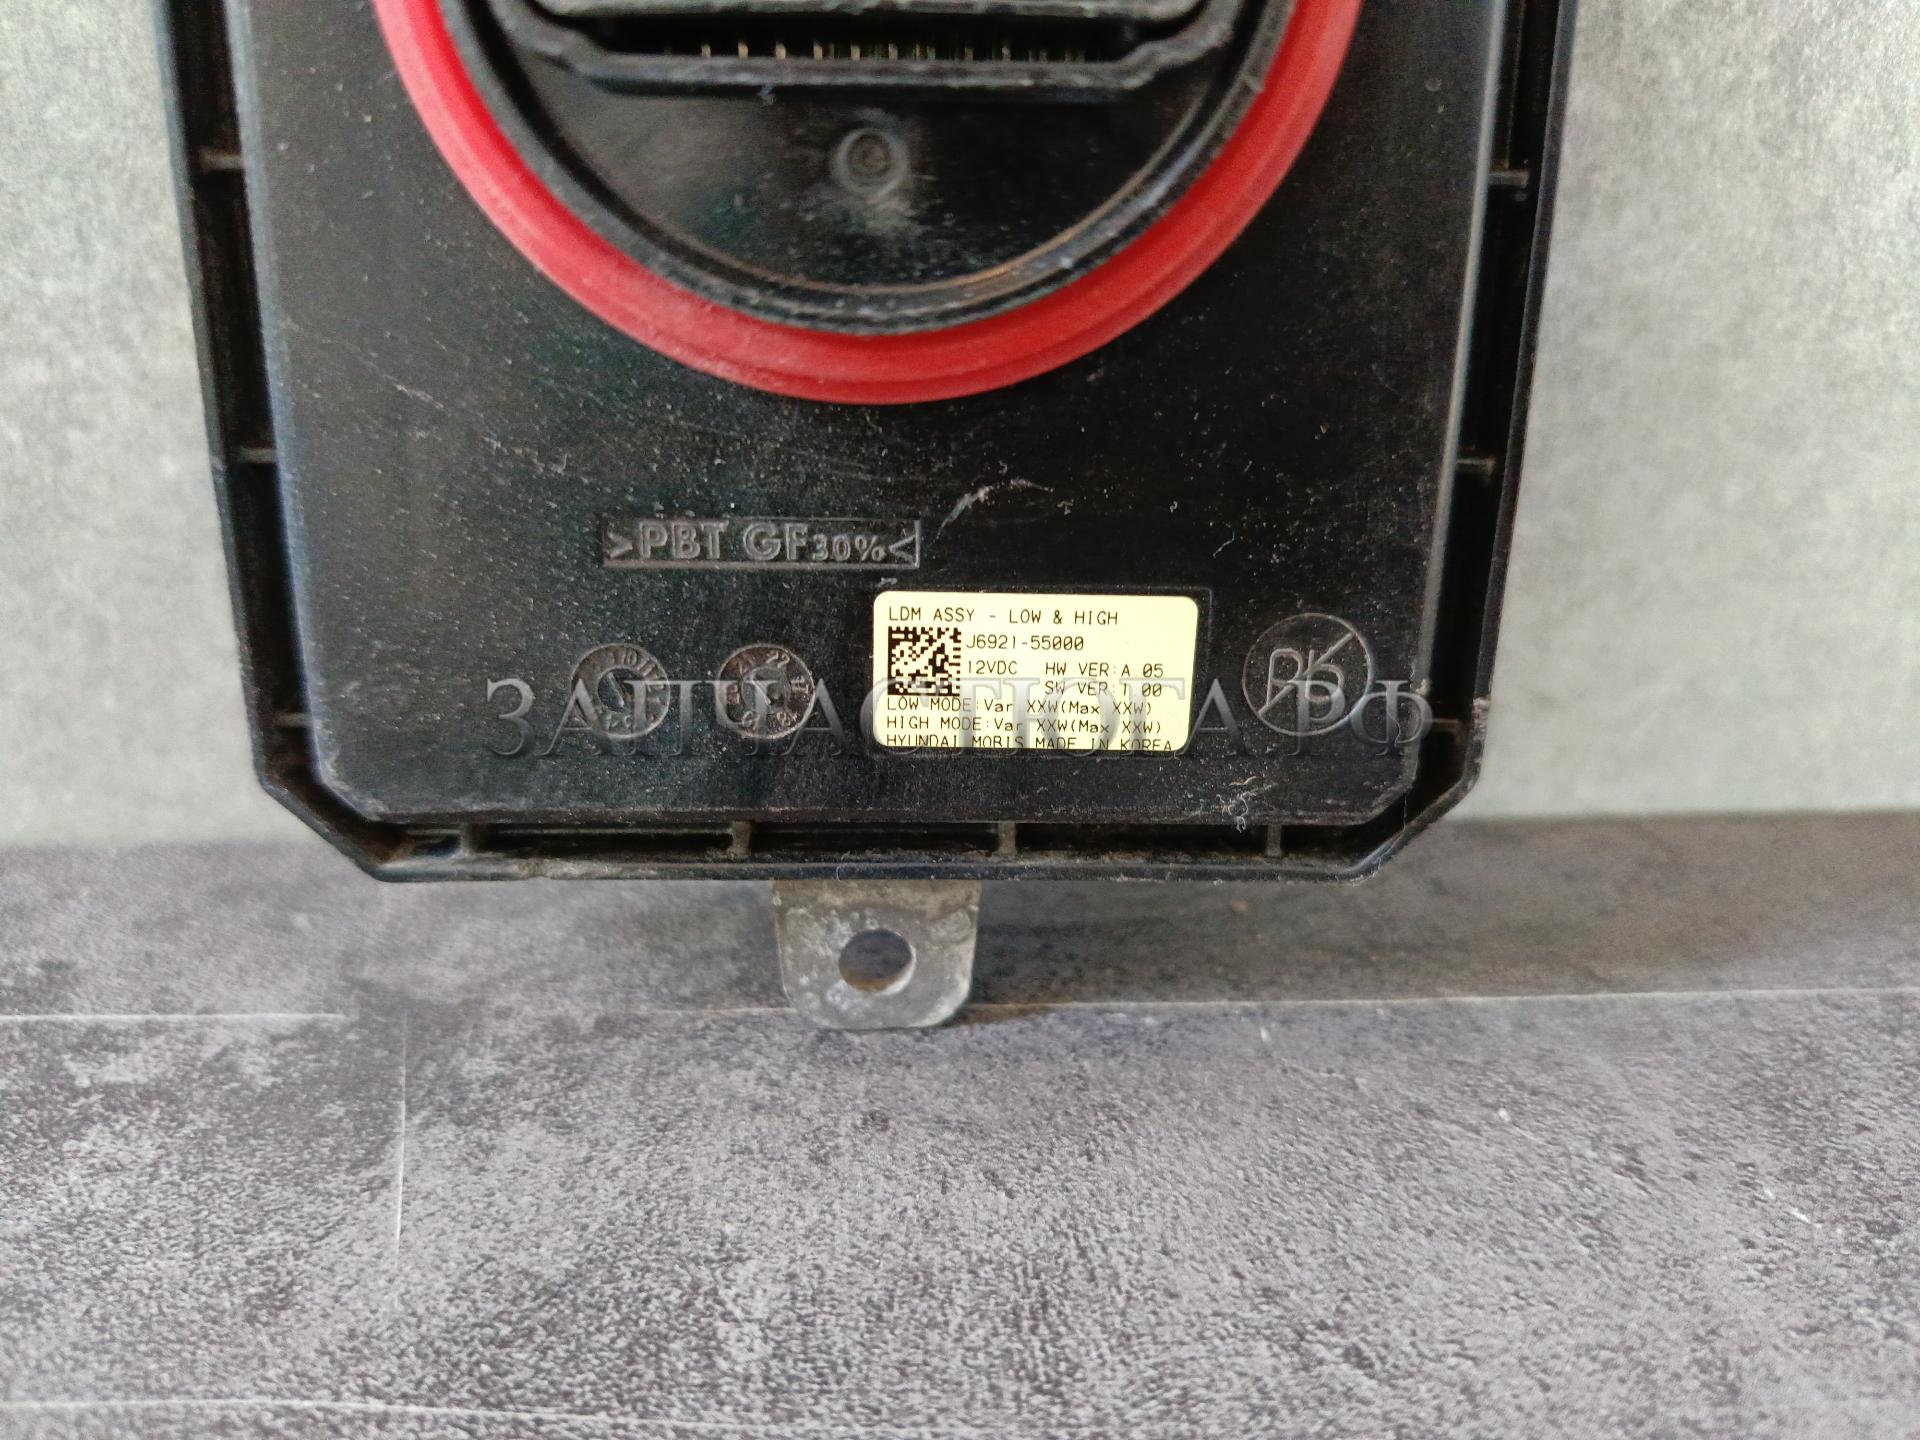 >PBT GF30%<
LDM ASSY - LOW & HIGH
J6921-55000
12VDC HW VER:A.05
SW VER:1.00
LOW MODE:Var XXW(Max XXW)
HIGH MODE:Var XXW(Max XXW)
HYUNDAI MOBIS MADE IN KOREA
ЗАПЧАСТЮГА.РФ